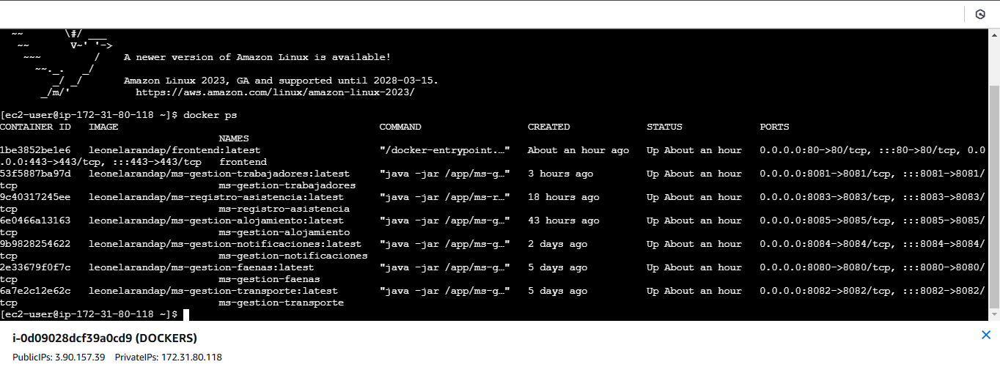 ~~       \#/ ___
~~       V~' '->
~~~         /    A newer version of Amazon Linux is available!
~~._.   _/
_/ _/       Amazon Linux 2023, GA and supported until 2028-03-15.
_/m/'           https://aws.amazon.com/linux/amazon-linux-2023/
[ec2-user@ip-172-31-80-118 ~]$ docker ps
CONTAINER ID   IMAGE   COMMAND   CREATED   STATUS   PORTS
NAMES
1be3852be1e6   leonelarandap/frontend:latest   "/docker-entrypoint.…"   About an hour ago   Up About an hour   0.0.0.0:80->80/tcp, :::80->80/tcp, 0.0
.0.0:443->443/tcp, :::443->443/tcp   frontend
53f5887ba97d   leonelarandap/ms-gestion-trabajadores:latest   "java -jar /app/ms-g…"   3 hours ago   Up About an hour   0.0.0.0:8081->8081/tcp, :::8081->8081/
tcp   ms-gestion-trabajadores
9c40317245ee   leonelarandap/ms-registro-asistencia:latest   "java -jar /app/ms-r…"   18 hours ago   Up About an hour   0.0.0.0:8083->8083/tcp, :::8083->8083/
tcp   ms-registro-asistencia
6e0466a13163   leonelarandap/ms-gestion-alojamiento:latest   "java -jar /app/ms-g…"   43 hours ago   Up About an hour   0.0.0.0:8085->8085/tcp, :::8085->8085/
tcp   ms-gestion-alojamiento
9b9828254622   leonelarandap/ms-gestion-notificaciones:latest   "java -jar /app/ms-g…"   2 days ago   Up About an hour   0.0.0.0:8084->8084/tcp, :::8084->8084/
tcp   ms-gestion-notificaciones
2e33679f0f7c   leonelarandap/ms-gestion-faenas:latest   "java -jar /app/ms-g…"   5 days ago   Up About an hour   0.0.0.0:8080->8080/tcp, :::8080->8080/
tcp   ms-gestion-faenas
6a7e2c12e62c   leonelarandap/ms-gestion-transporte:latest   "java -jar /app/ms-g…"   5 days ago   Up About an hour   0.0.0.0:8082->8082/tcp, :::8082->8082/
tcp   ms-gestion-transporte
[ec2-user@ip-172-31-80-118 ~]$
i-0d09028dcf39a0cd9 (DOCKERS)
PublicIPs: 3.90.157.39   PrivateIPs: 172.31.80.118